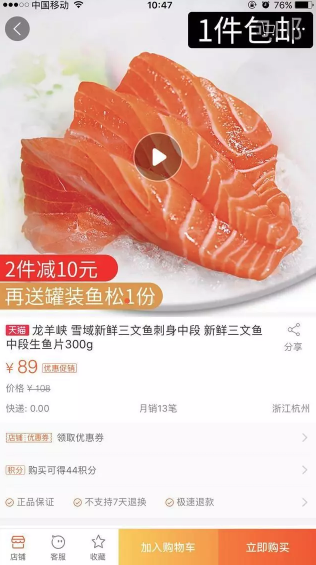 中国移动
10:47
76%
1件包邮
2件减10元
再送罐装鱼松1份
天猫 龙羊峡 雪域新鲜三文鱼刺身中段 新鲜三文鱼
中段生鱼片300g
分享
¥ 89 优惠促销
价格 ¥ 108
快递: 0.00 月销13笔 浙江杭州
店铺优惠券 领取优惠券
积分 购买可得44积分
正品保证 不支持7天退换 极速退款
店铺 客服 收藏 加入购物车 立即购买